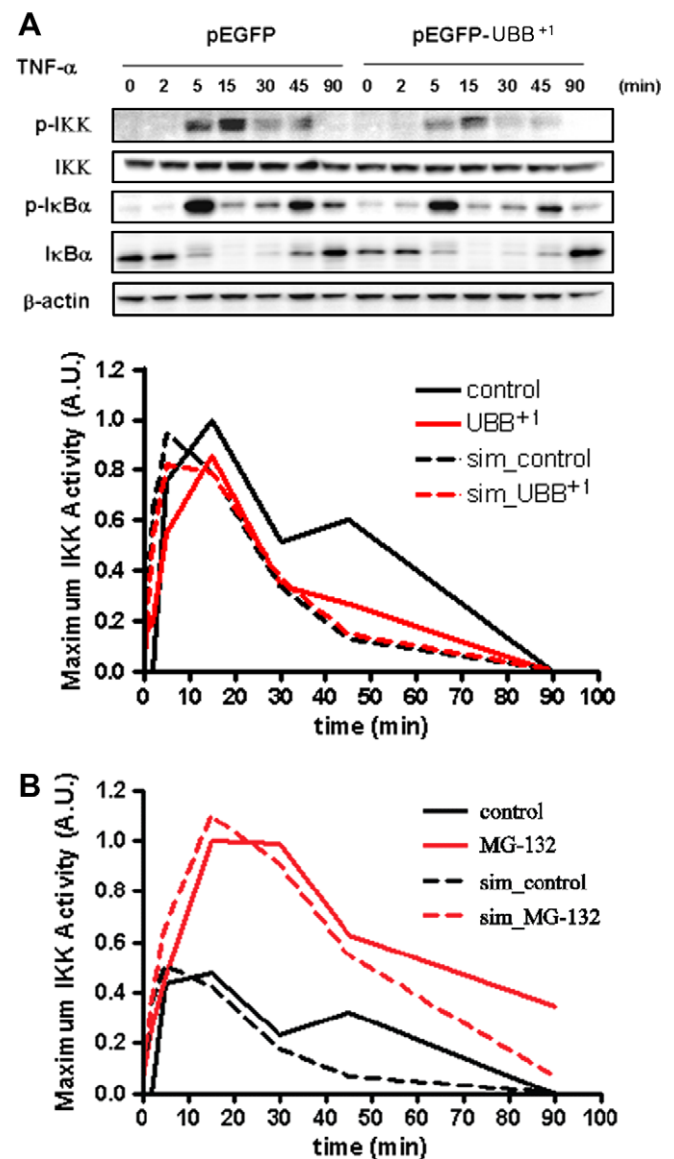 A
pEGFP pEGFP-UBB+1
TNF-α
0 2 5 15 30 45 90 0 2 5 15 30 45 90 (min)
p-IKK
IKK
p-IκBα
IκBα
β-actin
Maximum IKK Activity (A.U.)
1.2
1.0
0.8
0.6
0.4
0.2
0.0
control
UBB+1
sim_control
sim_UBB+1
0 10 20 30 40 50 60 70 80 90 100
time (min)
B
Maximum IKK Activity (A.U.)
1.2
1.0
0.8
0.6
0.4
0.2
0.0
control
MG-132
sim_control
sim_MG-132
0 10 20 30 40 50 60 70 80 90 100
time (min)